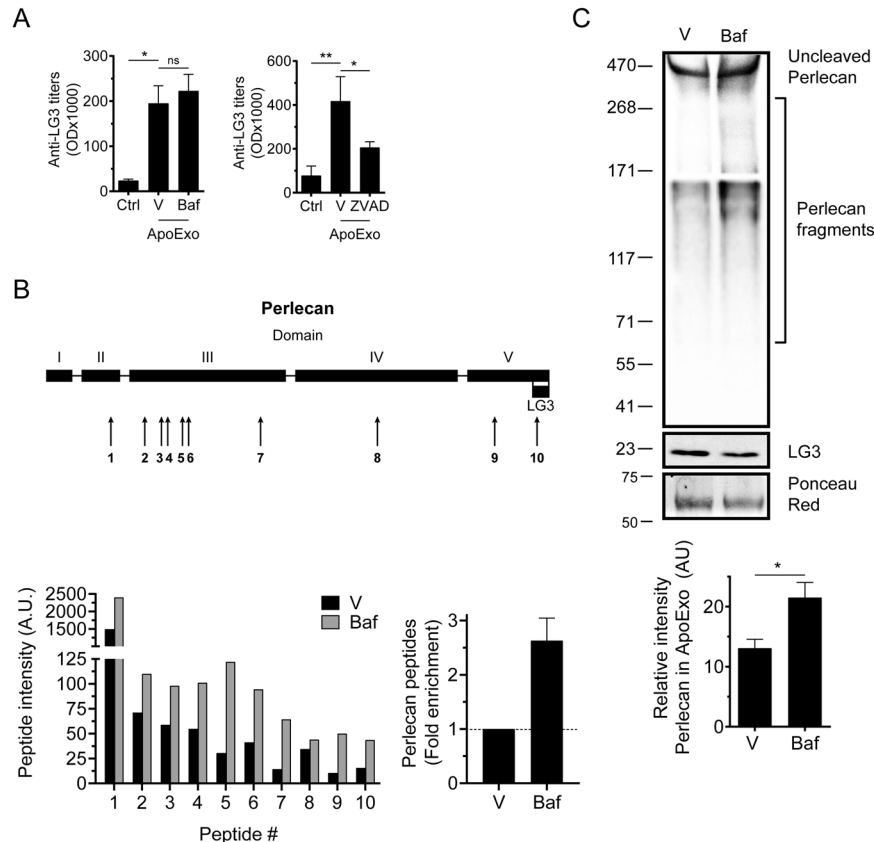 A
Anti-LG3 titers
(ODx1000)
300
200
100
0
*
ns
Ctrl
V
Baf
ApoExo
Anti-LG3 titers
(ODx1000)
600
400
200
0
**
*
Ctrl
V
ZVAD
ApoExo
B
Perlecan
Domain
I
II
III
IV
V
LG3
1
2
3
4
5
6
7
8
9
10
Peptide intensity (A.U.)
2500
2000
1500
125
100
75
50
25
0
V
Baf
1
2
3
4
5
6
7
8
9
10
Peptide #
Perlecan peptides
(Fold enrichment)
3
2
1
0
V
Baf
C
V
Baf
470
268
171
117
71
55
41
23
75
50
Uncleaved
Perlecan
Perlecan
fragments
LG3
Ponceau
Red
Relative intensity
Perlecan in ApoExo (AU)
20
10
0
*
V
Baf